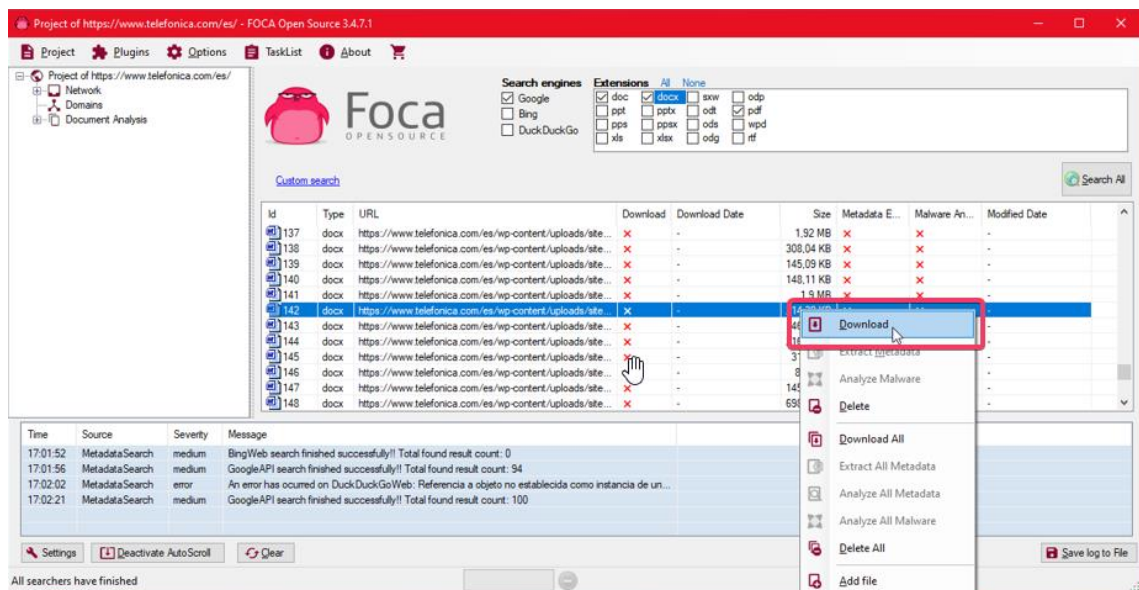 Project of https://www.telefonica.com/es/ - FOCA Open Source 3.4.7.1
Project Plugins Options TaskList About
Project of https://www.telefonica.com/es/
Network
Domains
Document Analysis
Foca
OPENSOURCE
Search engines
Google
Bing
DuckDuckGo
Extensions All None
doc docx sxw odp
ppt pptx odt pdf
pps ppsx ods wpd
xls xlsx odg rtf
Custom search
Search All
Id Type URL Download Download Date Size Metadata E... Malware An... Modified Date
137 docx https://www.telefonica.com/es/wp-content/uploads/site... × - 1,92 MB × × -
138 docx https://www.telefonica.com/es/wp-content/uploads/site... × - 308,04 KB × × -
139 docx https://www.telefonica.com/es/wp-content/uploads/site... × - 145,09 KB × × -
140 docx https://www.telefonica.com/es/wp-content/uploads/site... × - 148,11 KB × × -
141 docx https://www.telefonica.com/es/wp-content/uploads/site... × - 1,9 MB × × -
142 docx https://www.telefonica.com/es/wp-content/uploads/site... × -
143 docx https://www.telefonica.com/es/wp-content/uploads/site... × -
144 docx https://www.telefonica.com/es/wp-content/uploads/site... × -
145 docx https://www.telefonica.com/es/wp-content/uploads/site... × -
146 docx https://www.telefonica.com/es/wp-content/uploads/site... × -
147 docx https://www.telefonica.com/es/wp-content/uploads/site... × -
148 docx https://www.telefonica.com/es/wp-content/uploads/site... × -
Download
Extract Metadata
Analyze Malware
Delete
Download All
Extract All Metadata
Analyze All Metadata
Analyze All Malware
Delete All
Add file
Time Source Severity Message
17:01:52 MetadataSearch medium BingWeb search finished successfully!! Total found result count: 0
17:01:56 MetadataSearch medium GoogleAPI search finished successfully!! Total found result count: 94
17:02:02 MetadataSearch error An error has ocurred on DuckDuckGoWeb: Referencia a objeto no establecida como instancia de un...
17:02:21 MetadataSearch medium GoogleAPI search finished successfully!! Total found result count: 100
Settings Deactivate AutoScroll Clear Save log to File
All searchers have finished